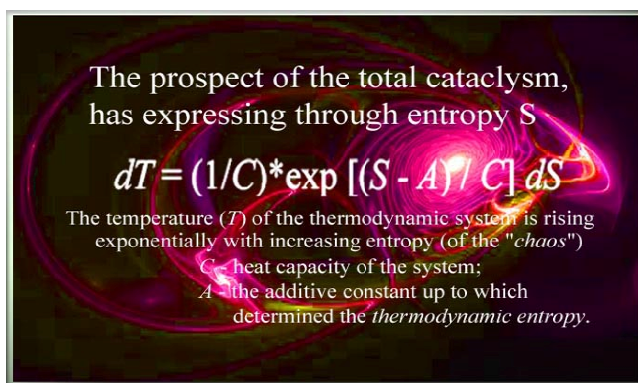 The prospect of the total cataclysm,
has expressing through entropy S
dT = (1/C)*exp [(S - A) / C] dS
The temperature (T) of the thermodynamic system is rising
exponentially with increasing entropy (of the "chaos")
C - heat capacity of the system;
A - the additive constant up to which
determined the thermodynamic entropy.